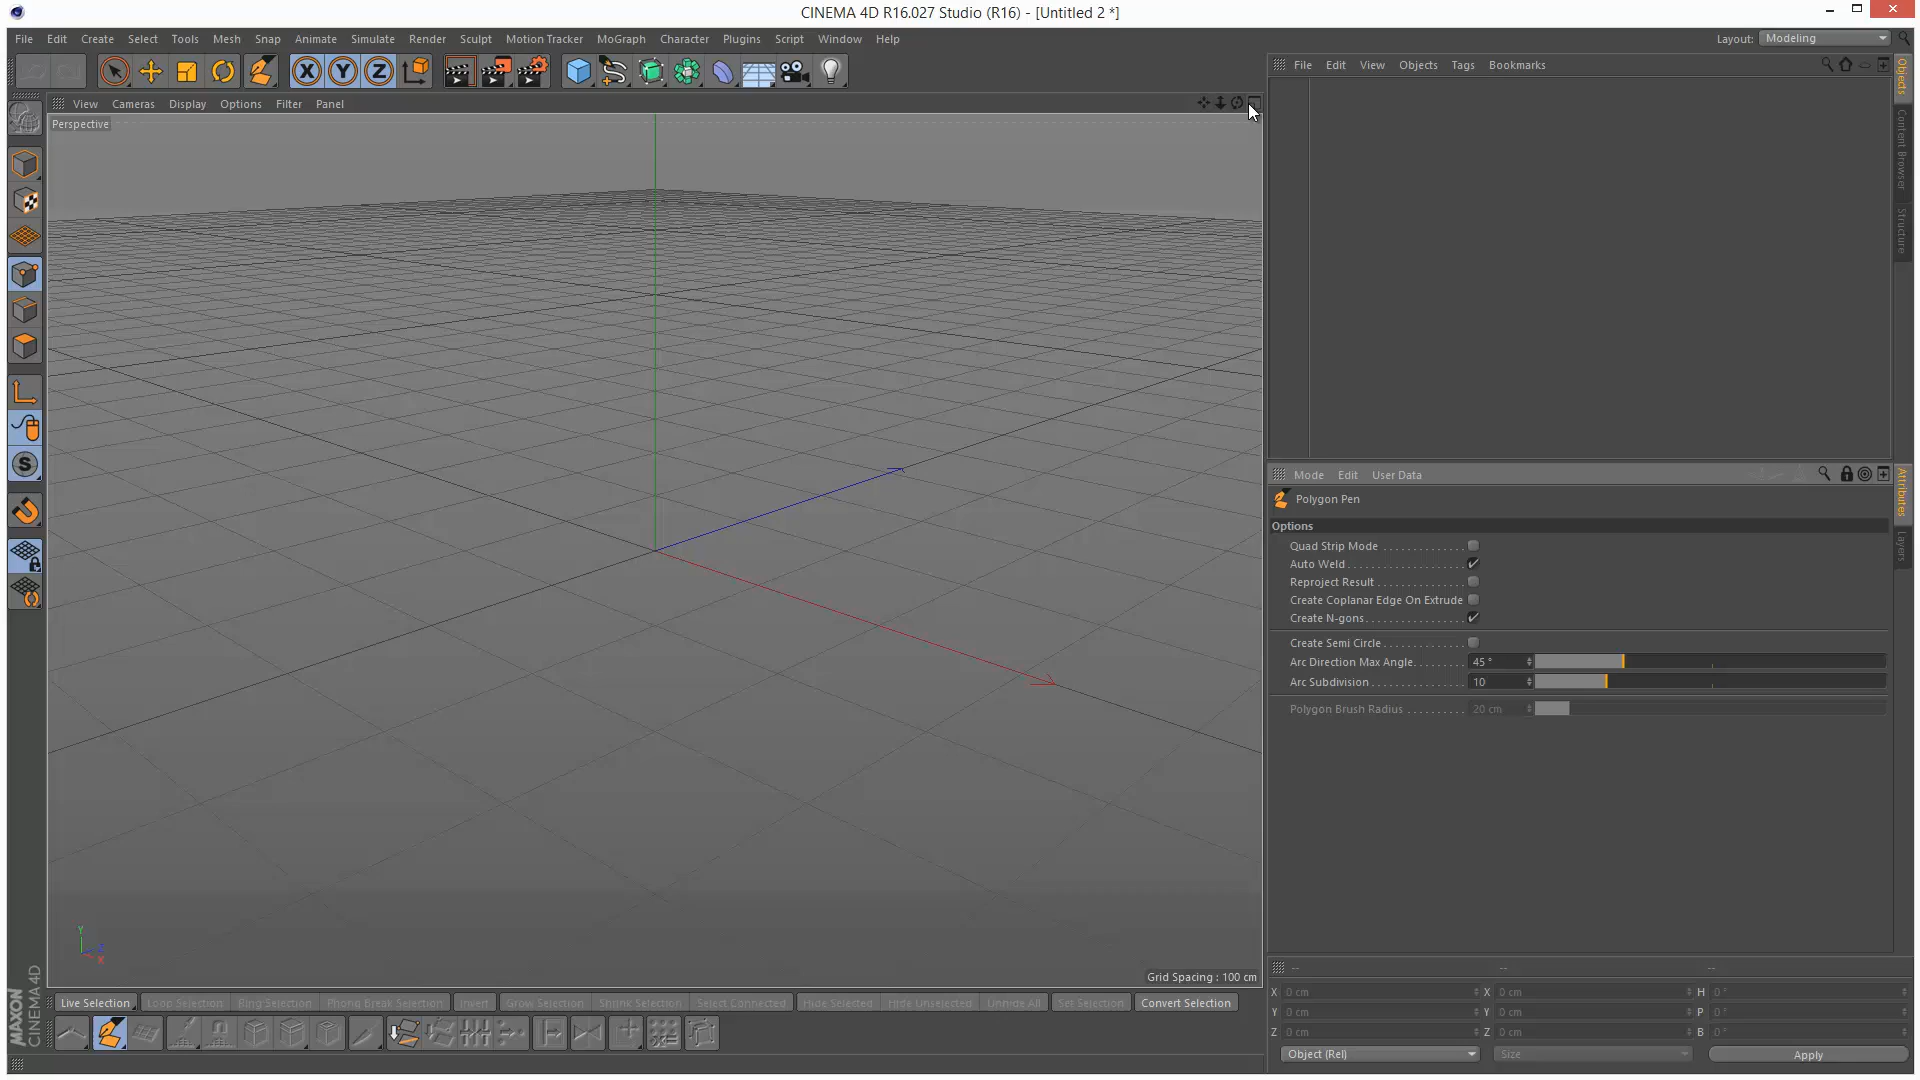 CINEMA 4D R16.027 Studio (R16) - [Untitled 2 *]
File Edit Create Select Tools Mesh Snap Animate Simulate Render Sculpt Motion Tracker MoGraph Character Plugins Script Window Help
Layout: Modeling
X Y Z
File Edit View Objects Tags Bookmarks
View Cameras Display Options Filter Panel
Perspective
Objects
Content Browser
Structure
Mode Edit User Data
Attributes
Layers
Polygon Pen
Options
Quad Strip Mode
Auto Weld
Reproject Result
Create Coplanar Edge On Extrude
Create N-gons
Create Semi Circle
Arc Direction Max Angle 45 °
Arc Subdivision 10
Polygon Brush Radius 20 cm
S
Y
Z
X
Grid Spacing : 100 cm
MAXON
CINEMA 4D
Live Selection Loop Selection Ring Selection Phong Break Selection Invert Grow Selection Shrink Selection Select Connected Hide Selected Hide Unselected Unhide All Set Selection Convert Selection
-- -- --
X 0 cm X 0 cm H 0 °
Y 0 cm Y 0 cm P 0 °
Z 0 cm Z 0 cm B 0 °
Object (Rel) Size Apply